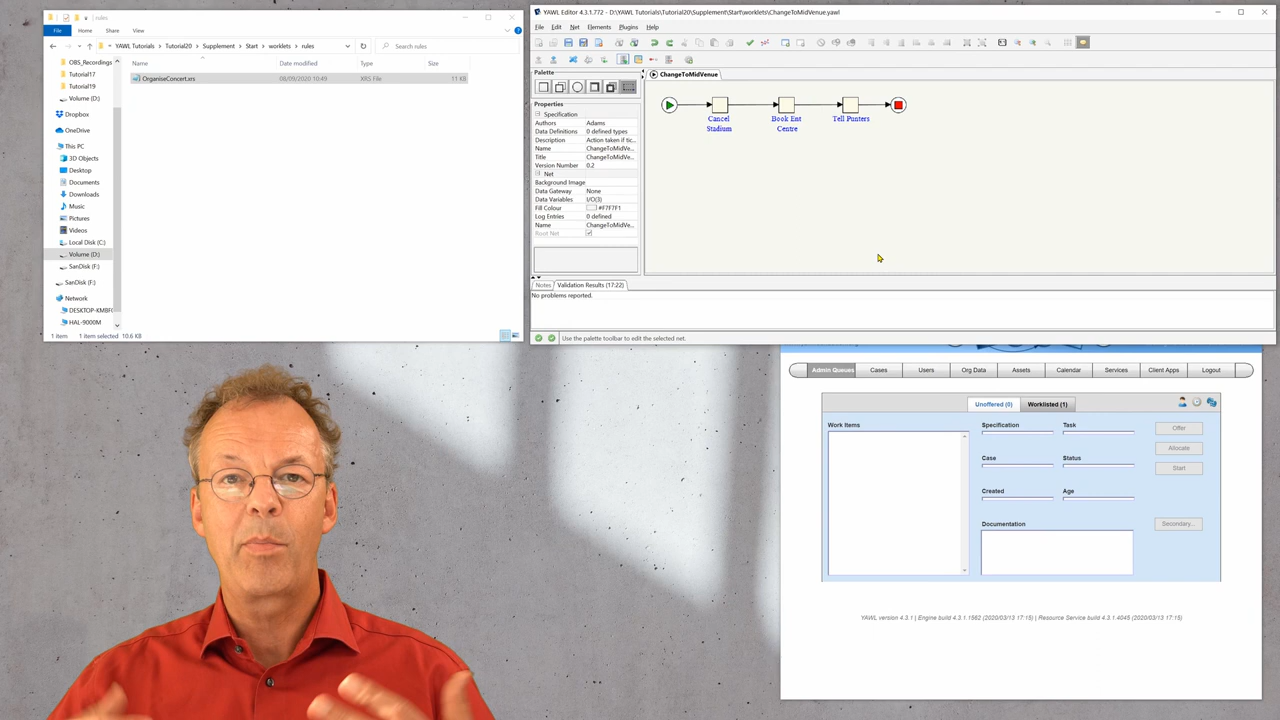 rules
File
Home
Share
View
YAWL Tutorials > Tutorial20 > Supplement > Start > worklets > rules
Search rules
Name
Date modified
Type
Size
OrganiseConcert.xrs
08/09/2020 10:49
XRS File
11 KB
OBS_Recordings
Tutorial17
Tutorial19
Volume (D:)
Dropbox
OneDrive
This PC
3D Objects
Desktop
Documents
Downloads
Music
Pictures
Videos
Local Disk (C:)
Volume (D:)
SanDisk (F:)
SanDisk (F:)
Network
DESKTOP-KMBF
HAL-9000M
1 item
1 item selected 10.6 KB
YAWL Editor 4.3.1.772 - D:\YAWL Tutorials\Tutorial20\Supplement\Start\worklets\ChangeToMidVenue.yawl
File Edit Net Elements Plugins Help
Palette
Properties
Specification
Authors Adams
Data Definitions 0 defined types
Description Action taken if tic...
Name ChangeToMidVe...
Title ChangeToMidVe...
Version Number 0.2
Net
Background Image
Data Gateway None
Data Variables I/O(3)
Fill Colour #F7F7F1
Log Entries 0 defined
Name ChangeToMidVe...
Root Net
ChangeToMidVenue
Cancel
Stadium
Book Ent
Centre
Tell Punters
Notes
Validation Results (17:22)
No problems reported.
Use the palette toolbar to edit the selected net.
Admin Queues
Cases
Users
Org Data
Assets
Calendar
Services
Client Apps
Logout
Unoffered (0)
Worklisted (1)
Work Items
Specification
Task
Case
Status
Created
Age
Documentation
Offer
Allocate
Start
Secondary...
YAWL version 4.3.1 | Engine build 4.3.1.1562 (2020/03/13 17:15) | Resource Service build 4.3.1.4045 (2020/03/13 17:15)